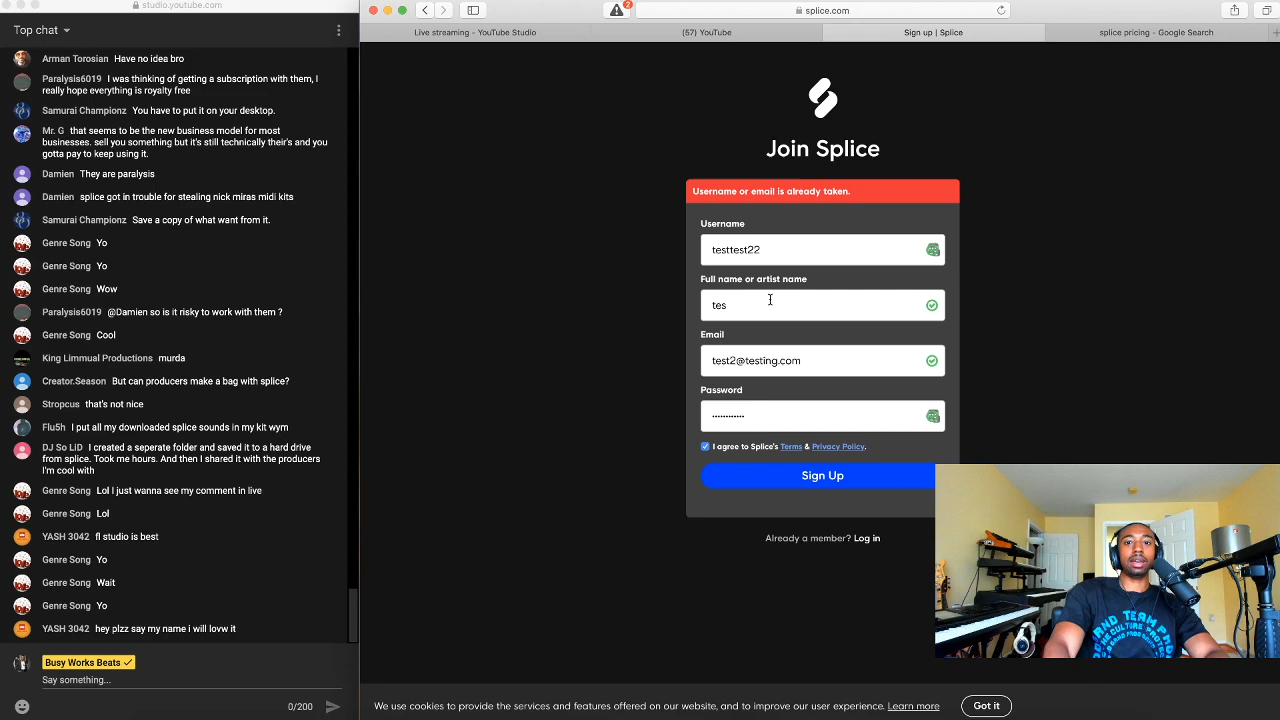 studio.youtube.com
Top chat
Arman Torosian Have no idea bro
Paralysis6019 I was thinking of getting a subscription with them, I
really hope everything is royalty free
Samurai Championz You have to put it on your desktop.
Mr. G that seems to be the new business model for most
businesses. sell you something but it's still technically their's and you
gotta pay to keep using it.
Damien They are paralysis
Damien splice got in trouble for stealing nick miras midi kits
Samurai Championz Save a copy of what want from it.
Genre Song Yo
Genre Song Yo
Genre Song Wow
Paralysis6019 @Damien so is it risky to work with them ?
Genre Song Cool
King Limmual Productions murda
Creator.Season But can producers make a bag with splice?
Stropcus that's not nice
Flu5h I put all my downloaded splice sounds in my kit wym
DJ So LiD I created a seperate folder and saved it to a hard drive
from splice. Took me hours. And then I shared it with the producers
I'm cool with
Genre Song Lol I just wanna see my comment in live
Genre Song Lol
YASH 3042 fl studio is best
Genre Song Yo
Genre Song Wait
Genre Song Yo
YASH 3042 hey plzz say my name i will lovw it
Busy Works Beats
Say something...
0/200
2
splice.com
Live streaming - YouTube Studio
(57) YouTube
Sign up | Splice
splice pricing - Google Search
Join Splice
Username or email is already taken.
Username
testtest22
Full name or artist name
tes
Email
test2@testing.com
Password
I agree to Splice's Terms & Privacy Policy.
Sign Up
Already a member? Log in
We use cookies to provide the services and features offered on our website, and to improve our user experience. Learn more
Got it